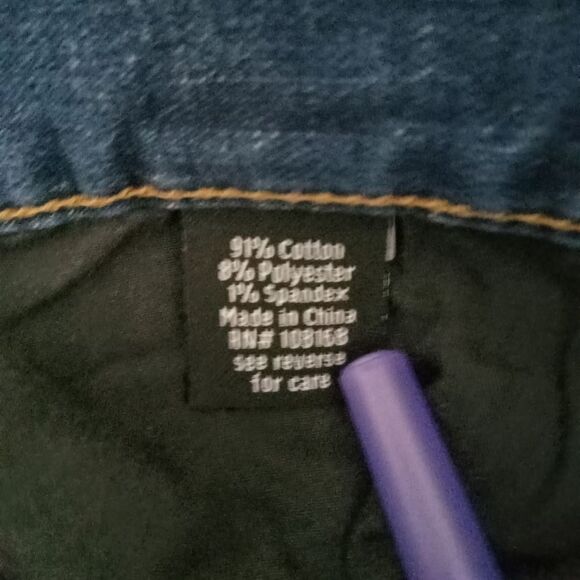 91% Cotton
8% Polyester
1% Spandex
Made in China
RN# 108168
see reverse
for care